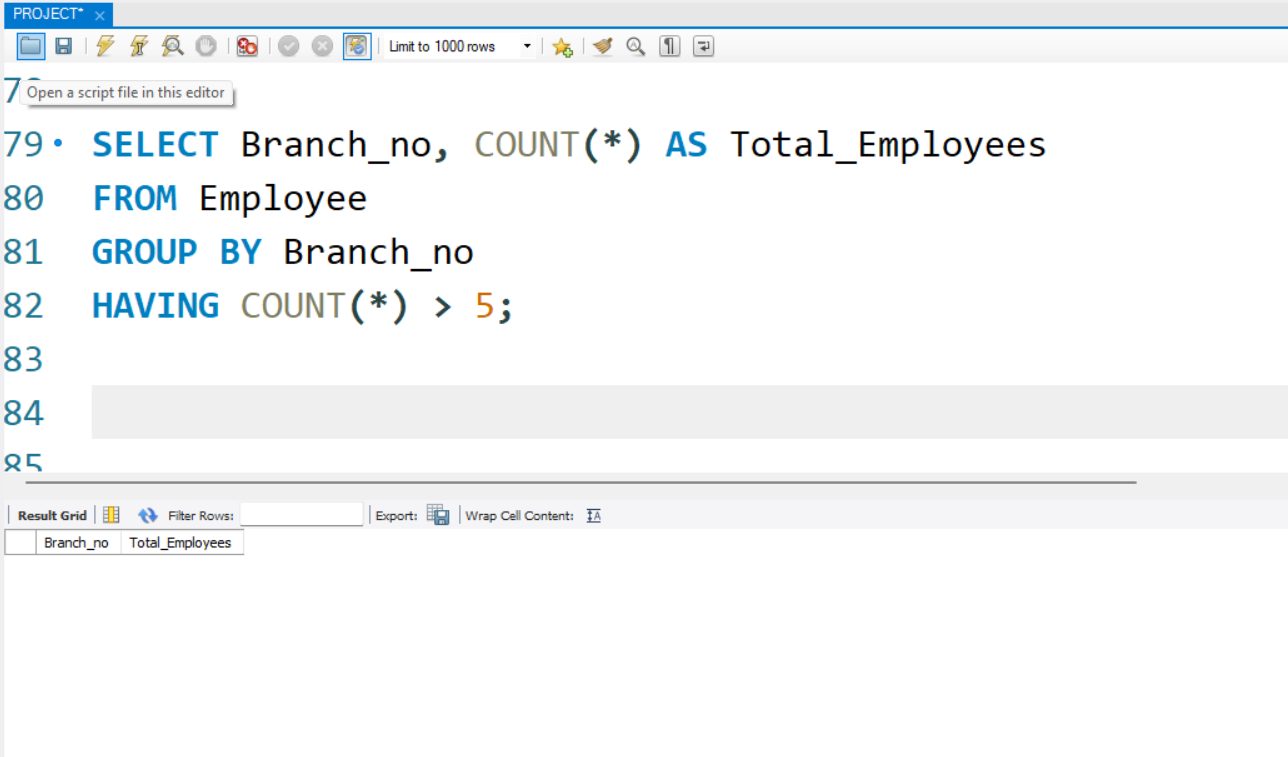 PROJECT* ×
Limit to 1000 rows
Open a script file in this editor
79 SELECT Branch_no, COUNT(*) AS Total_Employees
80 FROM Employee
81 GROUP BY Branch_no
82 HAVING COUNT(*) > 5;
83
84
85
Result Grid Filter Rows: Export: Wrap Cell Content: IA
Branch_no Total_Employees